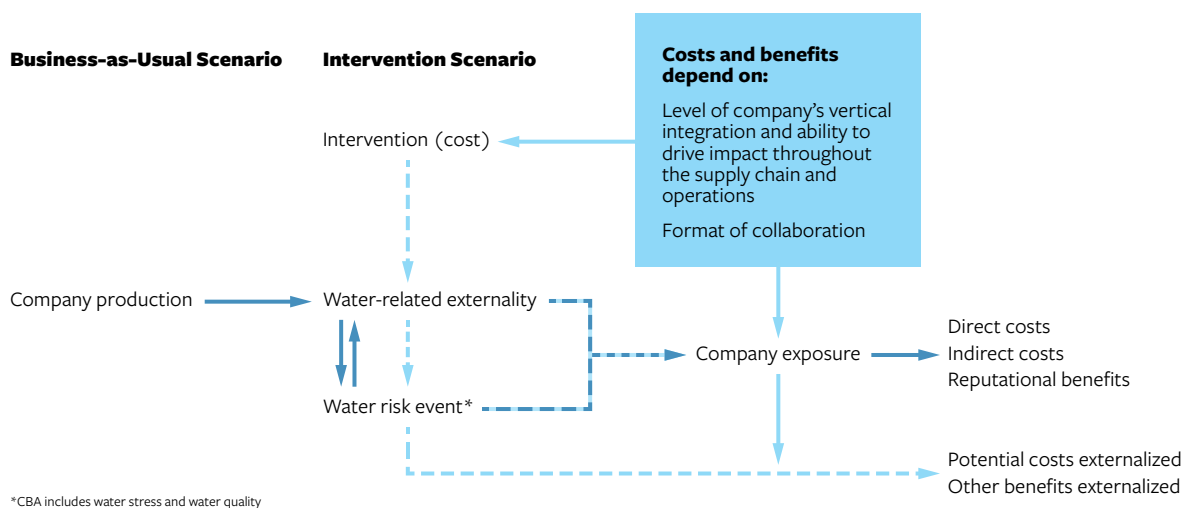 Business-as-Usual Scenario
Intervention Scenario
Costs and benefits
depend on:
Level of company’s vertical
integration and ability to
drive impact throughout
the supply chain and
operations
Format of collaboration
Intervention (cost)
Company production
Water-related externality
Company exposure
Direct costs
Indirect costs
Reputational benefits
Water risk event*
Potential costs externalized
Other benefits externalized
*CBA includes water stress and water quality